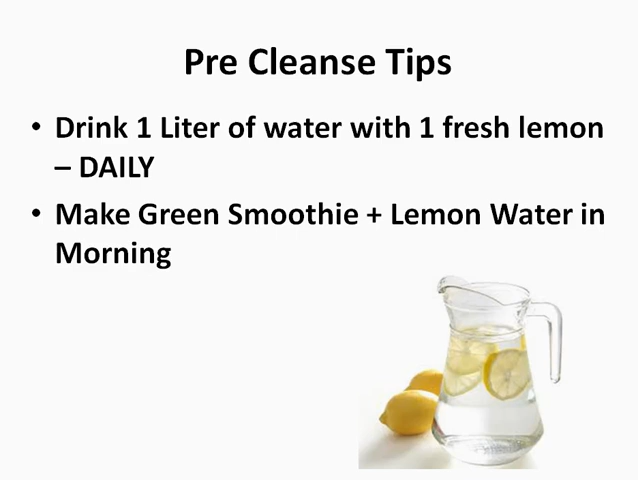 Pre Cleanse Tips
• Drink 1 Liter of water with 1 fresh lemon
– DAILY
• Make Green Smoothie + Lemon Water in
Morning